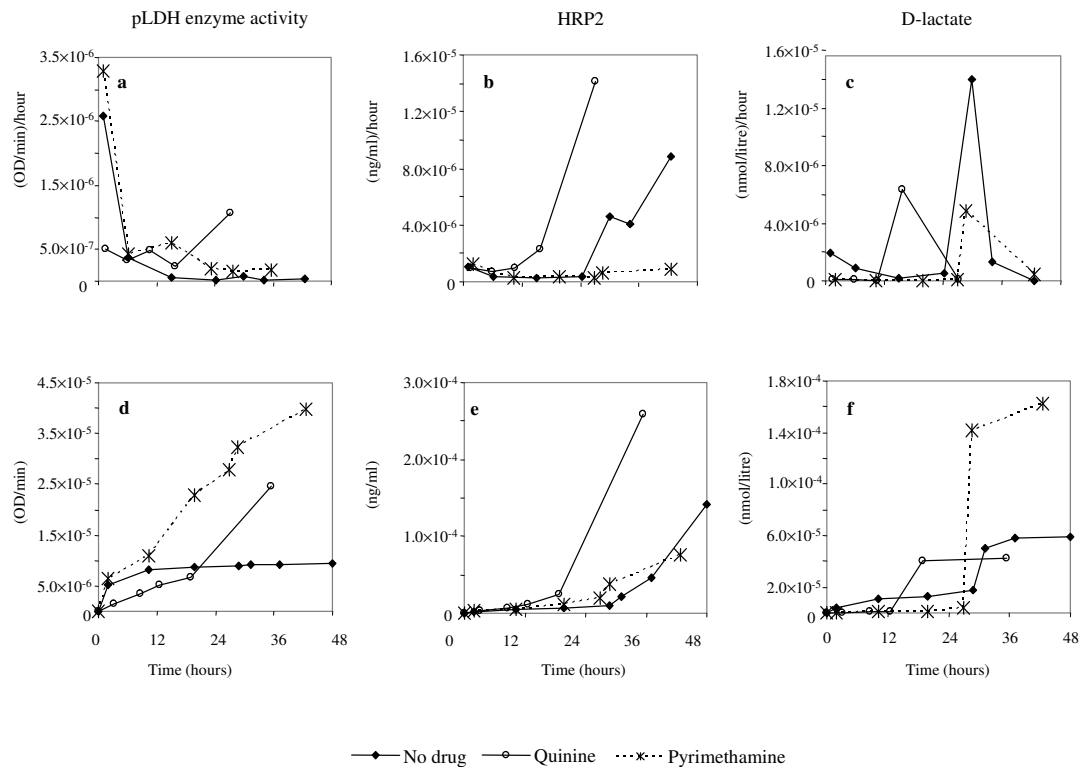 pLDH enzyme activity
HRP2
D-lactate
a
(OD/min)/hour
3.5×10⁻⁶
2.5×10⁻⁶
1.5×10⁻⁶
5.0×10⁻⁷
0
b
(ng/ml)/hour
1.6×10⁻⁵
1.2×10⁻⁵
8.0×10⁻⁶
4.0×10⁻⁶
0
c
(nmol/litre)/hour
1.6×10⁻⁵
1.2×10⁻⁵
8.0×10⁻⁶
4.0×10⁻⁶
0
d
(OD/min)
4.5×10⁻⁵
3.5×10⁻⁵
2.5×10⁻⁵
1.5×10⁻⁵
5.0×10⁻⁶
0
0 12 24 36 48
Time (hours)
e
(ng/ml)
3.0×10⁻⁴
2.0×10⁻⁴
1.0×10⁻⁴
0
0 12 24 36 48
Time (hours)
f
(nmol/litre)
1.8×10⁻⁴
1.4×10⁻⁴
1.0×10⁻⁴
6.0×10⁻⁵
2.0×10⁻⁵
0
0 12 24 36 48
Time (hours)
No drug Quinine Pyrimethamine